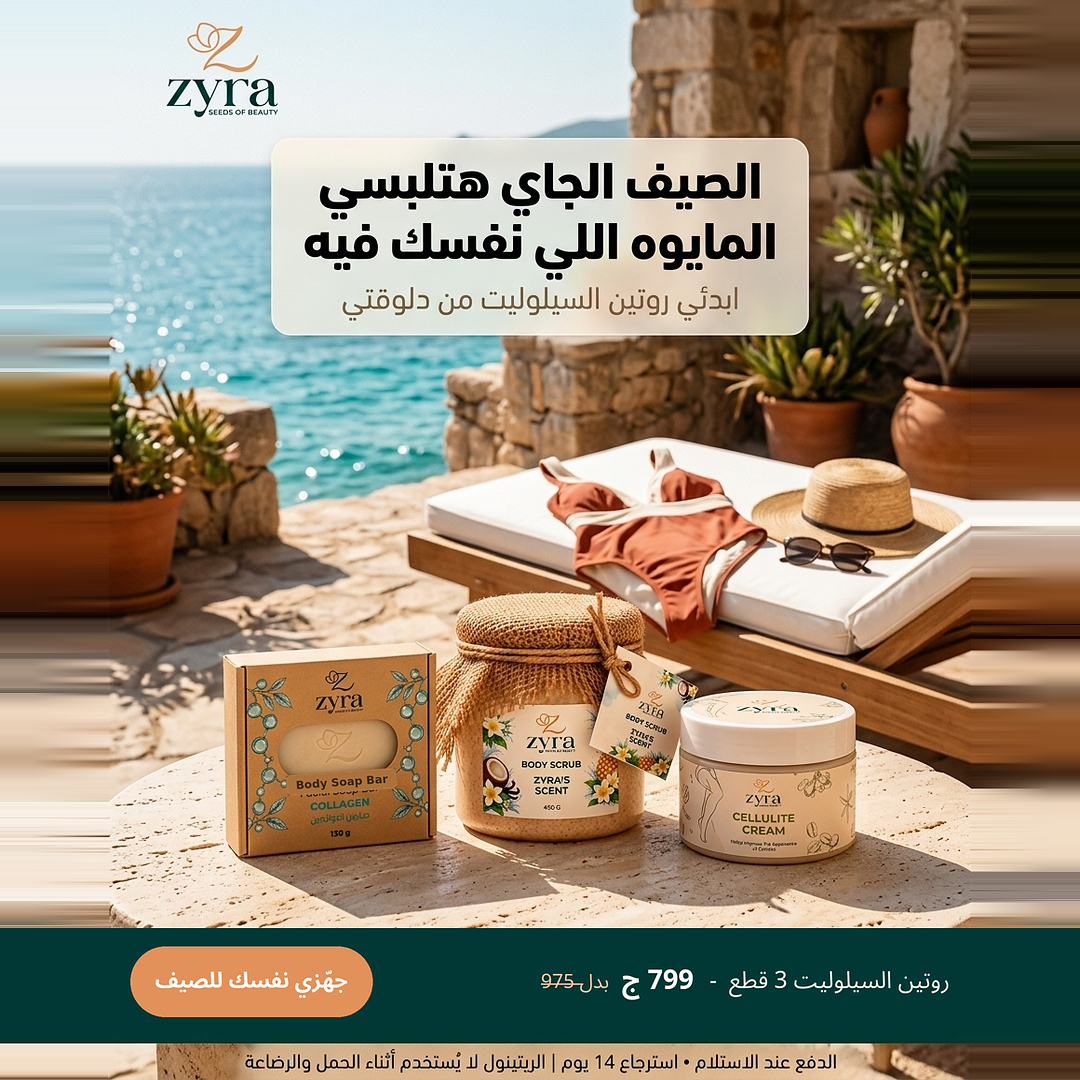 zyra
SEEDS OF BEAUTY
الصيف الجاي هتلبسي
المايوه اللي نفسك فيه
ابدئي روتين السيلوليت من دلوقتي
zyra
Body Soap Bar
COLLAGEN
130 g
zyra
BODY SCRUB
ZYRA'S
SCENT
450 G
ZYRA
BODY SCRUB
SCENT
zyra
zyra
CELLULITE
CREAM
روتين السيلوليت 3 قطع - 799 ج بدل 975
جهّزي نفسك للصيف
الدفع عند الاستلام • استرجاع 14 يوم | الريتينول لا يُستخدم أثناء الحمل والرضاعة